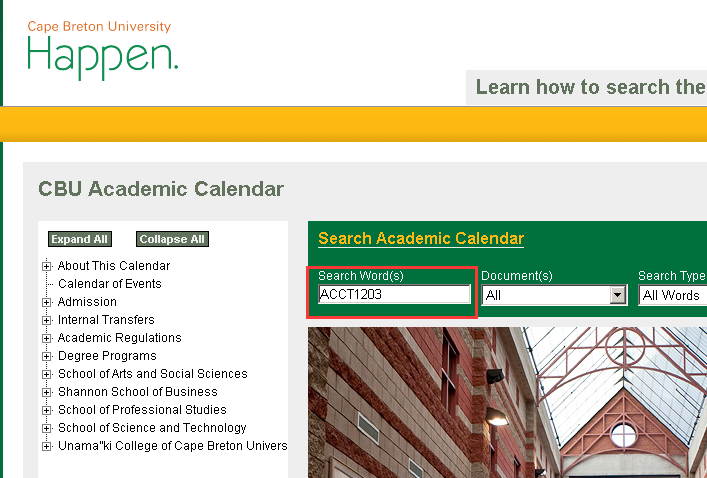 Cape Breton University
Happen.
Learn how to search the
CBU Academic Calendar
Expand All Collapse All
About This Calendar
Calendar of Events
Admission
Internal Transfers
Academic Regulations
Degree Programs
School of Arts and Social Sciences
Shannon School of Business
School of Professional Studies
School of Science and Technology
Unama"ki College of Cape Breton Univers
Search Academic Calendar
Search Word(s) Document(s) Search Type
ACCT1203 All All Words